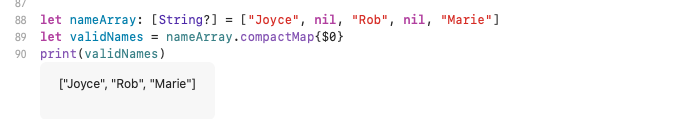 87
88 let nameArray: [String?] = ["Joyce", nil, "Rob", nil, "Marie"]
89 let validNames = nameArray.compactMap{$0}
90 print(validNames)
["Joyce", "Rob", "Marie"]